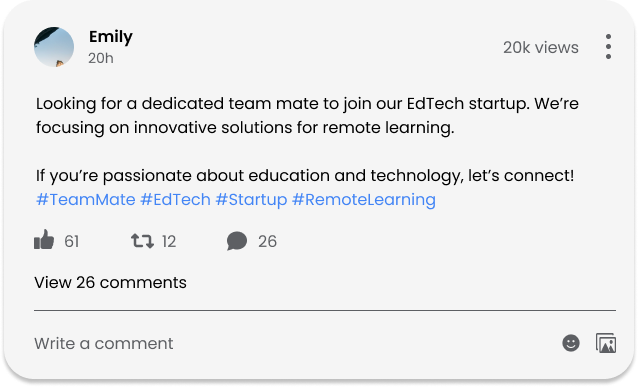 Emily
20h
20k views
Looking for a dedicated team mate to join our EdTech startup. We’re
focusing on innovative solutions for remote learning.
If you’re passionate about education and technology, let’s connect!
#TeamMate #EdTech #Startup #RemoteLearning
61 12 26
View 26 comments
Write a comment